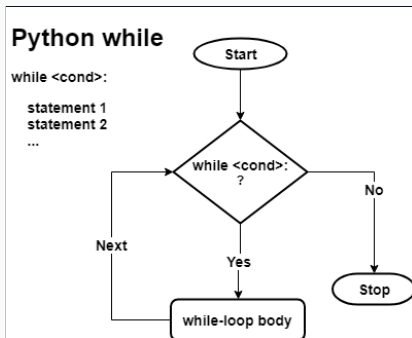 Python while
while <cond>:
statement 1
statement 2
...
Start
while <cond>:
?
No
Next
Yes
Stop
while-loop body